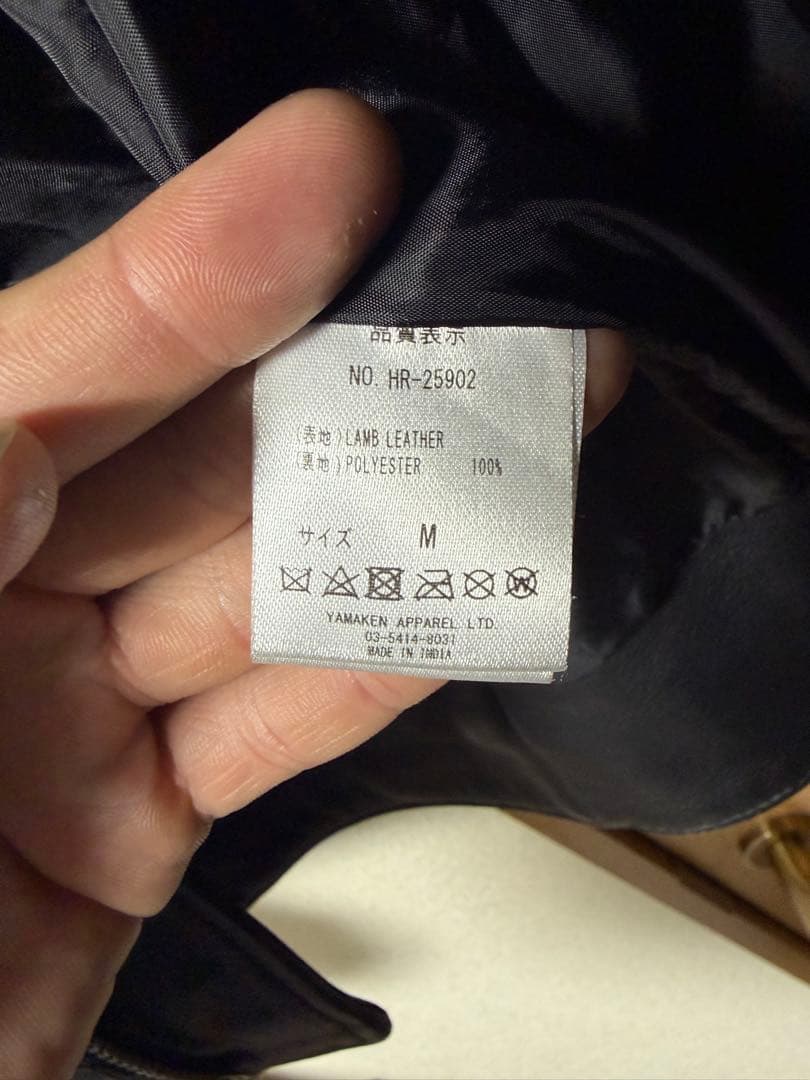 品質表示
NO. HR-25902
(表地)LAMB LEATHER
(裏地)POLYESTER 100%
サイズ M
YAMAKEN APPAREL LTD
03-5414-8031
MADE IN INDIA